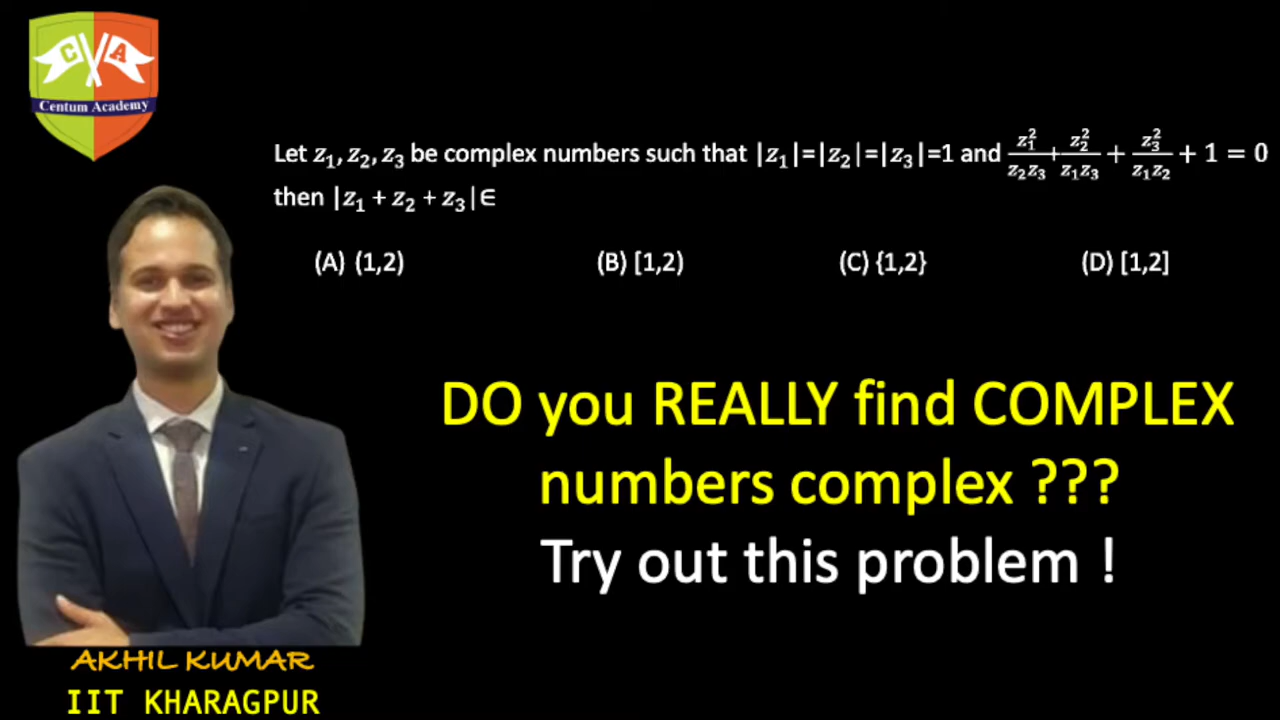 C A
Centum Academy
Let z₁, z₂, z₃ be complex numbers such that |z₁|=|z₂|=|z₃|=1 and z₁²/z₂z₃ + z₂²/z₁z₃ + z₃²/z₁z₂ + 1 = 0
then |z₁ + z₂ + z₃|∈
(A) (1,2) (B) [1,2) (C) {1,2} (D) [1,2]
DO you REALLY find COMPLEX
numbers complex ???
Try out this problem !
AKHIL KUMAR
IIT KHARAGPUR